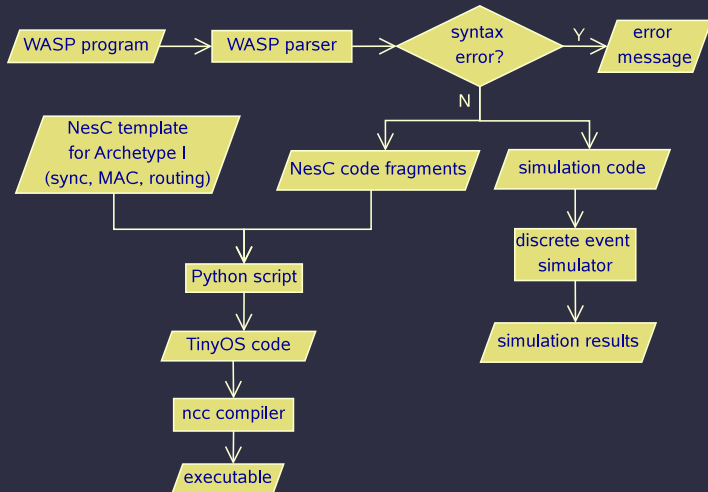 WASP program
WASP parser
syntax
error?
Y
error
message
N
NesC template
for Archetype I
(sync, MAC, routing)
NesC code fragments
simulation code
discrete event
simulator
Python script
TinyOS code
simulation results
ncc compiler
executable